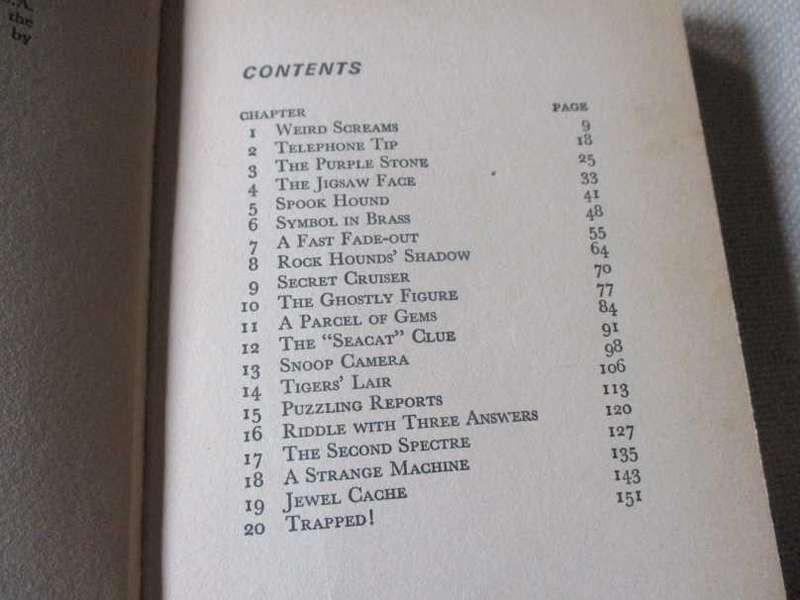 the
by
CONTENTS
CHAPTER PAGE
1 WEIRD SCREAMS 9
2 TELEPHONE TIP 18
3 THE PURPLE STONE 25
4 THE JIGSAW FACE 33
5 SPOOK HOUND 41
6 SYMBOL IN BRASS 48
7 A FAST FADE-OUT 55
8 ROCK HOUNDS' SHADOW 64
9 SECRET CRUISER 70
10 THE GHOSTLY FIGURE 77
11 A PARCEL OF GEMS 84
12 THE "SEACAT" CLUE 91
13 SNOOP CAMERA 98
14 TIGERS' LAIR 106
15 PUZZLING REPORTS 113
16 RIDDLE WITH THREE ANSWERS 120
17 THE SECOND SPECTRE 127
18 A STRANGE MACHINE 135
19 JEWEL CACHE 143
20 TRAPPED! 151